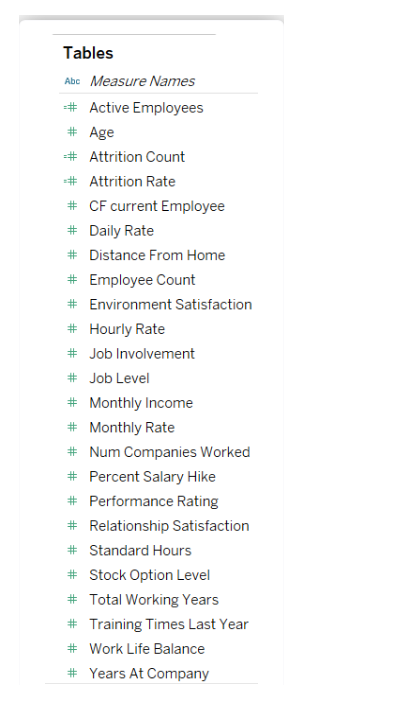 Tables
Abc Measure Names
=# Active Employees
# Age
=# Attrition Count
=# Attrition Rate
# CF current Employee
# Daily Rate
# Distance From Home
# Employee Count
# Environment Satisfaction
# Hourly Rate
# Job Involvement
# Job Level
# Monthly Income
# Monthly Rate
# Num Companies Worked
# Percent Salary Hike
# Performance Rating
# Relationship Satisfaction
# Standard Hours
# Stock Option Level
# Total Working Years
# Training Times Last Year
# Work Life Balance
# Years At Company